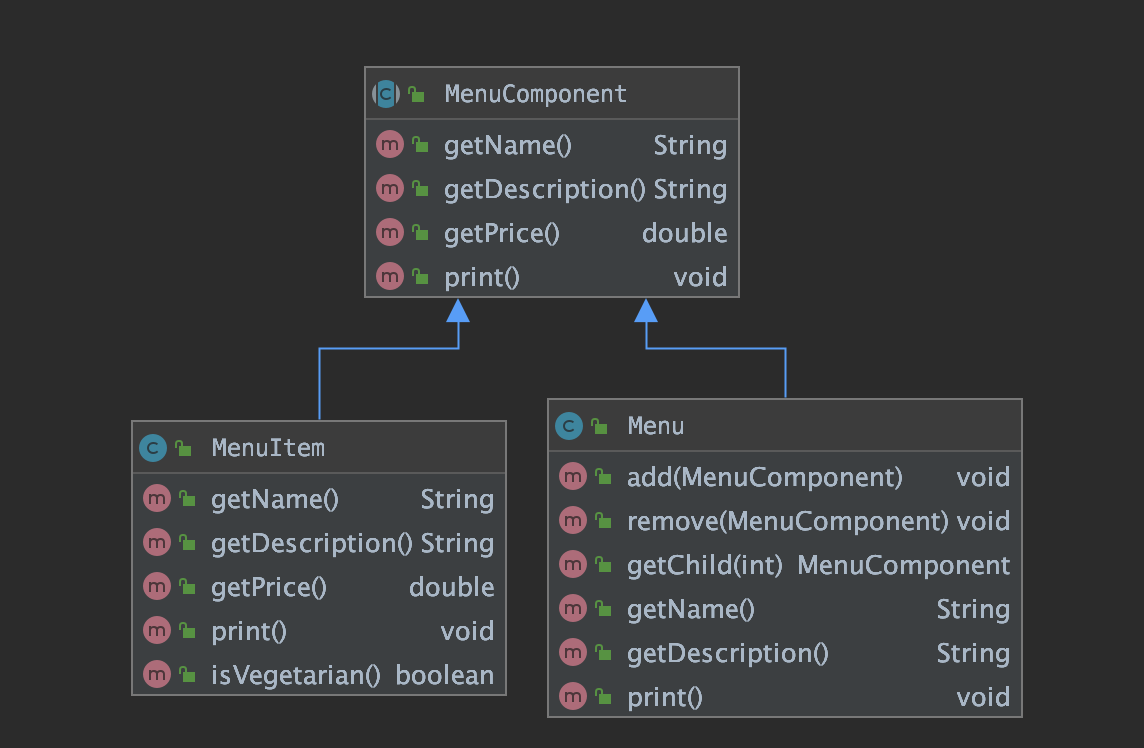 C MenuComponent
m getName() String
m getDescription() String
m getPrice() double
m print() void
C MenuItem
m getName() String
m getDescription() String
m getPrice() double
m print() void
m isVegetarian() boolean
C Menu
m add(MenuComponent) void
m remove(MenuComponent) void
m getChild(int) MenuComponent
m getName() String
m getDescription() String
m print() void